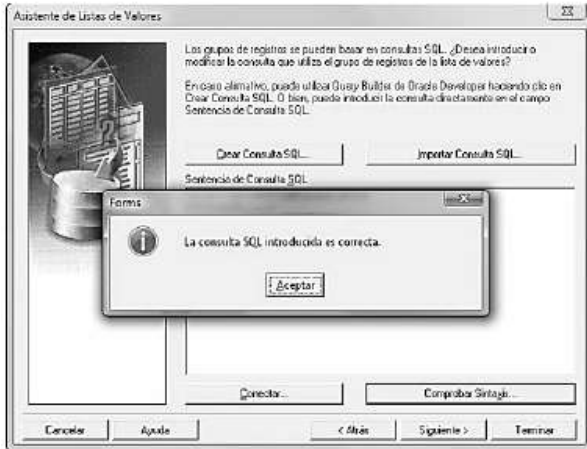 Asistente de Listas de Valores
Los grupos de registros se pueden basar en consultas SQL. ¿Desea introducir o
modificar la consulta que utiliza el grupo de registros de la lista de valores?
En caso afirmativo, puede utilizar Query Builder de Oracle Developer haciendo clic en
Crear Consulta SQL. O bien, puede introducir la consulta directamente en el campo
Sentencia de Consulta SQL.
Crear Consulta SQL...
Importar Consulta SQL...
Sentencia de Consulta SQL
Forms
La consulta SQL introducida es correcta.
Aceptar
Conectar...
Comprobar Sintaxis...
Cancelar
Ayuda
< Atrás
Siguiente >
Terminar